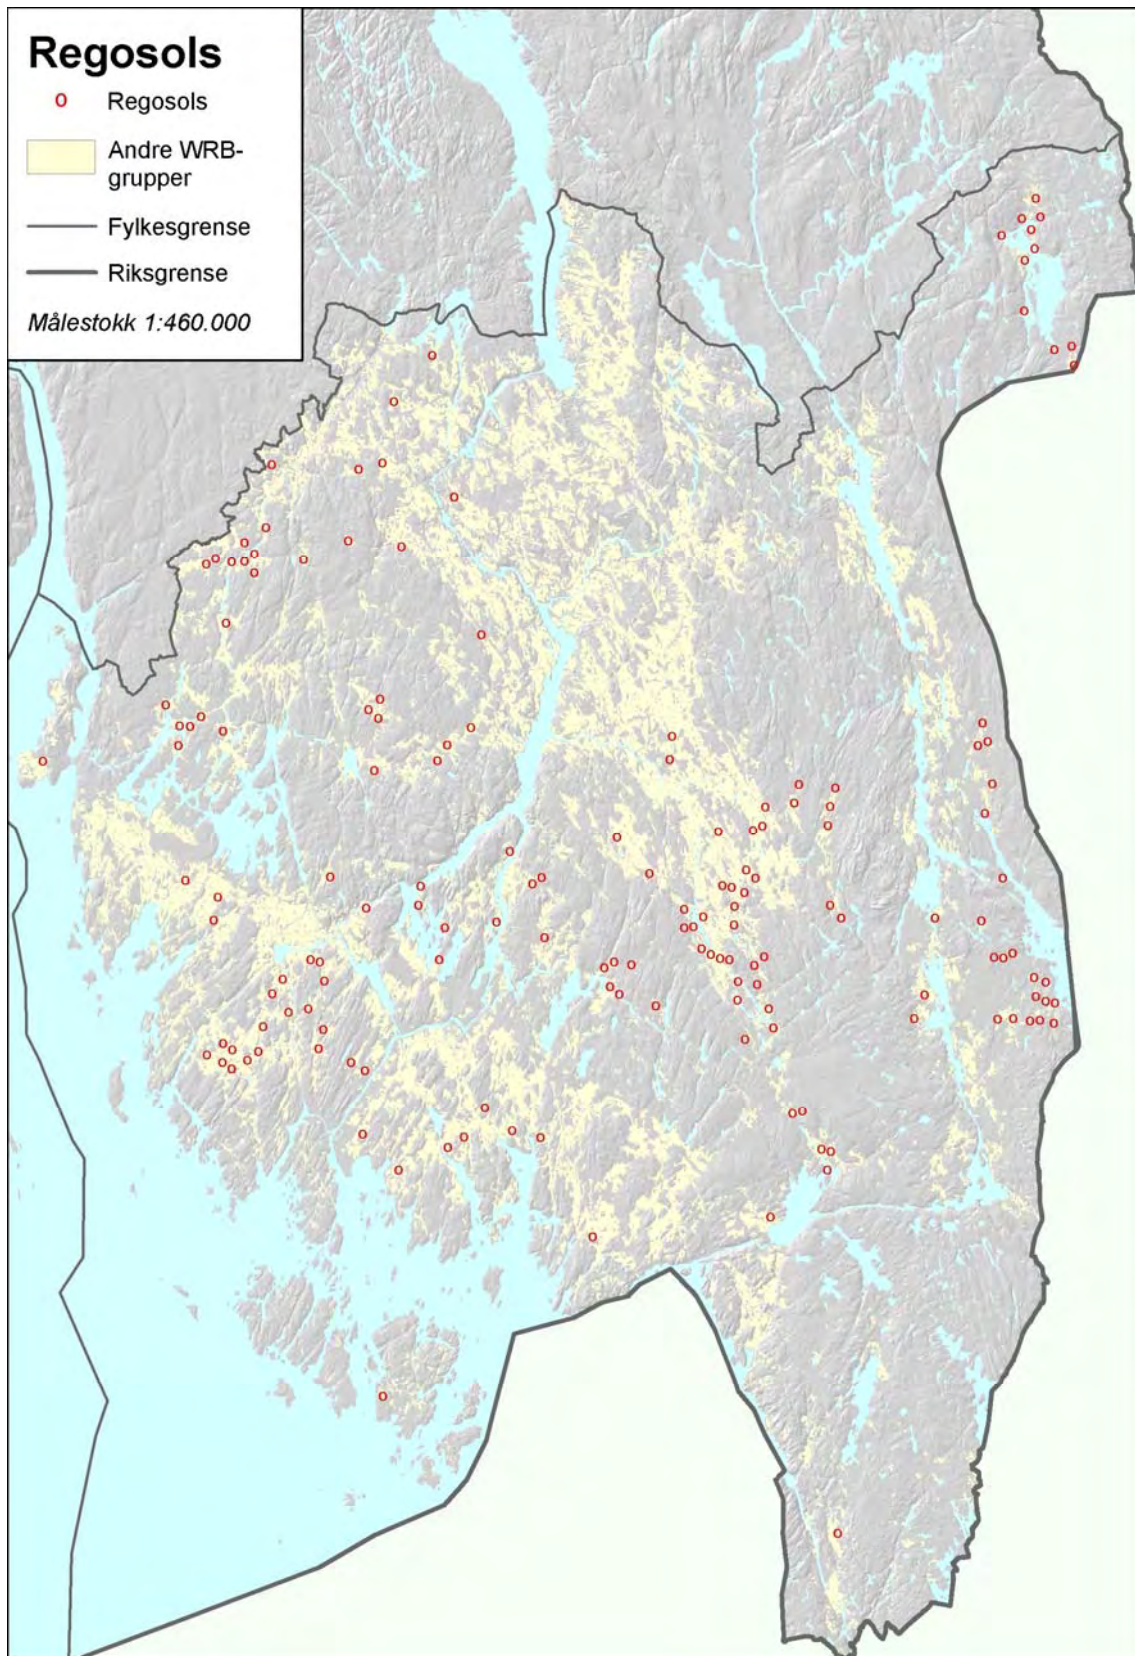 Regosols
Regosols
Andre WRB-
grupper
Fylkesgrense
Riksgrense
Målestokk 1:460.000